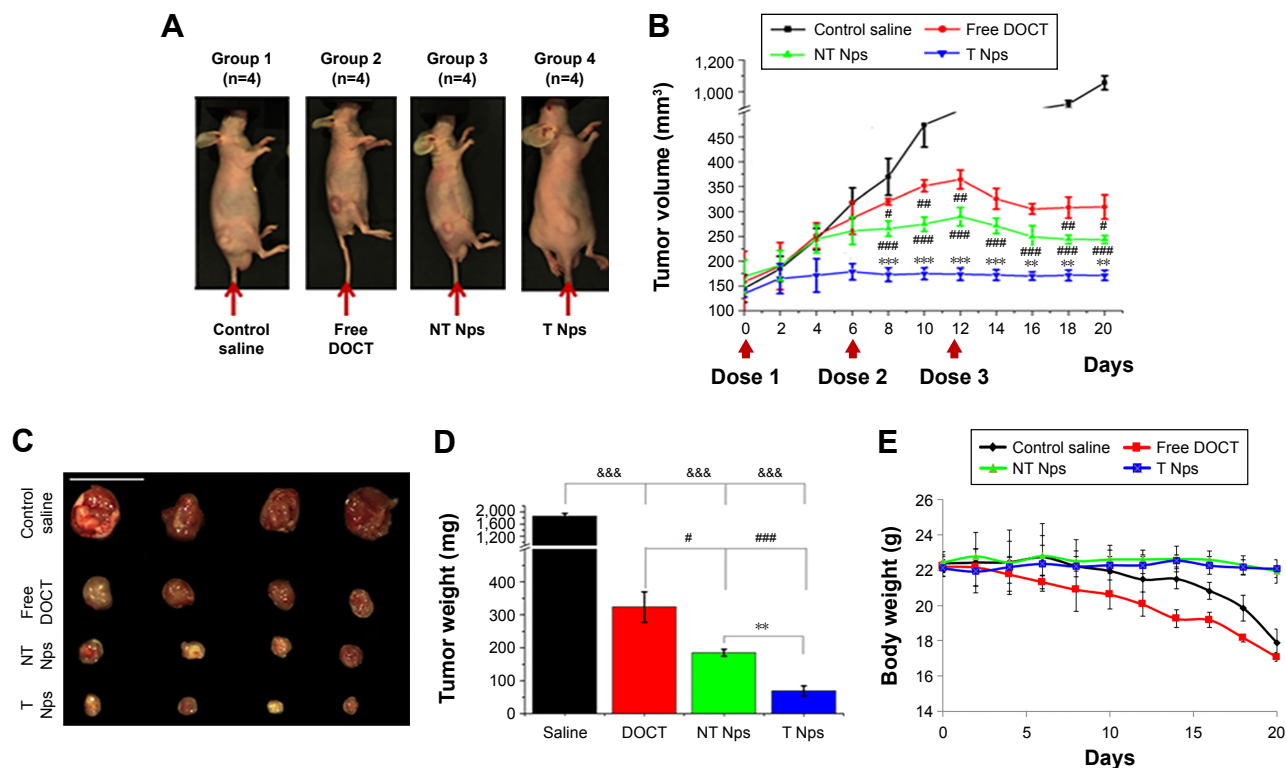 A
Group 1 Group 2 Group 3 Group 4
(n=4) (n=4) (n=4) (n=4)
Control Free NT Nps T Nps
saline DOCT
B
Control saline Free DOCT
NT Nps T Nps
Tumor volume (mm³)
1,200
1,100
450
350
300
250
200
150
100
# ## ## ## #
### ### ### ### ### ### ###
*** *** *** *** ** ** **
0 2 4 6 8 10 12 14 16 18 20
Days
Dose 1 Dose 2 Dose 3
C
Control
saline
Free
DOCT
NT
Nps
T
Nps
D
&&& &&& &&&
# ###
**
Tumor weight (mg)
2,000
1,600
1,200
400
300
200
100
0
Saline DOCT NT Nps T Nps
E
Control saline Free DOCT
NT Nps T Nps
Body weight (g)
26
24
22
20
18
16
14
0 5 10 15 20
Days